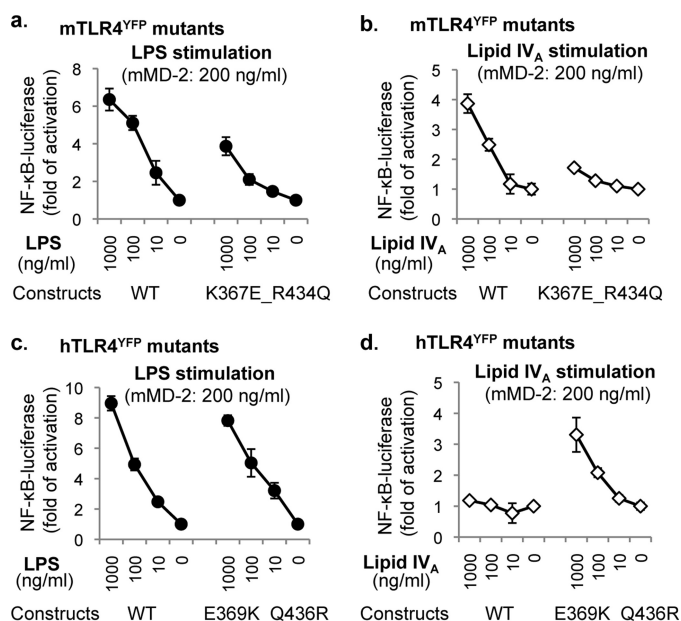 a. mTLR4YFP mutants
LPS stimulation
(mMD-2: 200 ng/ml)
NF-κB-luciferase
(fold of activation)
8
6
4
2
0
LPS
(ng/ml)
1000 100 10 0 1000 100 10 0
Constructs WT K367E_R434Q
b. mTLR4YFP mutants
Lipid IVA stimulation
(mMD-2: 200 ng/ml)
NF-κB-luciferase
(fold of activation)
5
4
3
2
1
0
Lipid IVA
(ng/ml)
1000 100 10 0 1000 100 10 0
Constructs WT K367E_R434Q
c. hTLR4YFP mutants
LPS stimulation
(mMD-2: 200 ng/ml)
NF-κB-luciferase
(fold of activation)
10
8
6
4
2
0
LPS
(ng/ml)
1000 100 10 0 1000 100 10 0
Constructs WT E369K_Q436R
d. hTLR4YFP mutants
Lipid IVA stimulation
(mMD-2: 200 ng/ml)
NF-κB-luciferase
(fold of activation)
5
4
3
2
1
0
Lipid IVA
(ng/ml)
1000 100 10 0 1000 100 10 0
Constructs WT E369K_Q436R